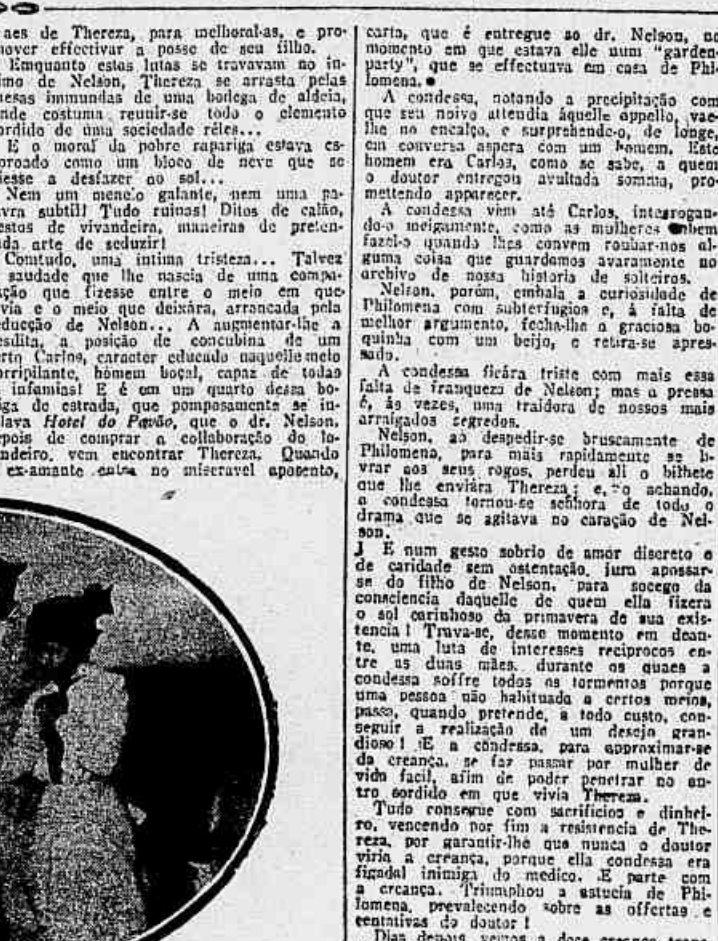 aes de Thereza, para melhoral-as, e pro-
mover effectivar a posse de seu filho.
Emquanto estas lutas se travavam no in-
imo de Nelson, Thereza se arrasta pelas
nesas immundas de uma bodega de aldeia,
nde costuma reunir-se todo o elemento
ordido de uma sociedade réles...
E o moral da pobre rapariga estava es-
oroado como um bloco de neve que se
iesse a desfazer ao sol...
Nem um meneio galante, nem uma pa-
avra subtil! Tudo ruinas! Ditos de calão,
estos de vivandeira, maneiras de preten-
ida arte de seduzir!
Comtudo, uma intima tristeza... Talvez
saudade que lhe nascia de uma compa-
ação que fizesse entre o meio em que
via e o meio que deixára, arrancada pela
educção de Nelson... A augmentar-lhe a
esdita, a posição de concubina de um
erto Carlos, caracter educado naquelle meio
orripilante, homem boçal, capaz de todas
infamias! E é em um quarto dessa bo-
ga de estrada, que pomposamente se in-
ulava Hotel do Pavão, que o dr. Nelson,
epois de comprar a collaboração do lo-
andeiro, vem encontrar Thereza. Quando
ex-amante entra no miseravel aposento,
carta, que é entregue ao dr. Nelson, no
momento em que estava elle num "garden-
party", que se effectuava em casa de Phi-
lomena.
A condessa, notando a precipitação com
que seu noivo attendia áquelle appello, vae-
lhe no encalço, e surprehende-o, de longe,
em conversa aspera com um homem. Este
homem era Carlos, como se sabe, a quem
o doutor entregou avultada somma, pro-
mettendo apparecer.
A condessa vem até Carlos, interrogan-
do-o meigamente, como as mulheres sabem
fazel-o quando lhes convem roubar-nos al-
guma coisa que guardamos avaramente no
archivo de nossa historia de solteiros.
Nelson, porém, embala a curiosidade de
Philomena com subterfugios e, á falta de
melhor argumento, fecha-lhe a graciosa bo-
quinha com um beijo, e retira-se apres-
sado.
A condessa ficára triste com mais essa
falta de franqueza de Nelson; mas a pressa
é, ás vezes, uma traidora de nossos mais
arraigados segredos.
Nelson, ao despedir-se bruscamente de
Philomena, para mais rapidamente se li-
vrar aos seus rogos, perdeu ali o bilhete
que lhe enviára Thereza; e, o achando,
a condessa tornou-se senhora de todo o
drama que se agitava no caração de Nel-
son.
E num gesto sobrio de amor discreto e
de caridade sem ostentação, jura apossar-
se do filho de Nelson, para socego da
consciencia daquelle de quem ella fizera
o sol carinhoso da primavera de sua exis-
tencia! Trava-se, desse momento em dean-
te, uma luta de interesses reciprocos en-
tre as duas mães, durante os quaes a
condessa soffre todos os tormentos porque
uma pessoa não habituada a certos meios,
passa, quando pretende, a todo custo, con-
seguir a realização de um desejo gran-
dioso! E a condessa, para approximar-se
da creança, se faz passar por mulher de
vida facil, afim de poder penetrar no an-
tro sordido em que vivia Thereza.
Tudo consegue com sacrificios e dinhei-
ro, vencendo por fim a resistencia de The-
reza, por garantir-lhe que nunca o doutor
viria a creança, porque ella condessa era
figadal inimiga do medico. E parte com
a creança. Triumphou a astucia de Phi-
lomena, prevalecendo sobre as offertas e
tentativas do doutor!
Dias depois, vemos a doce creança